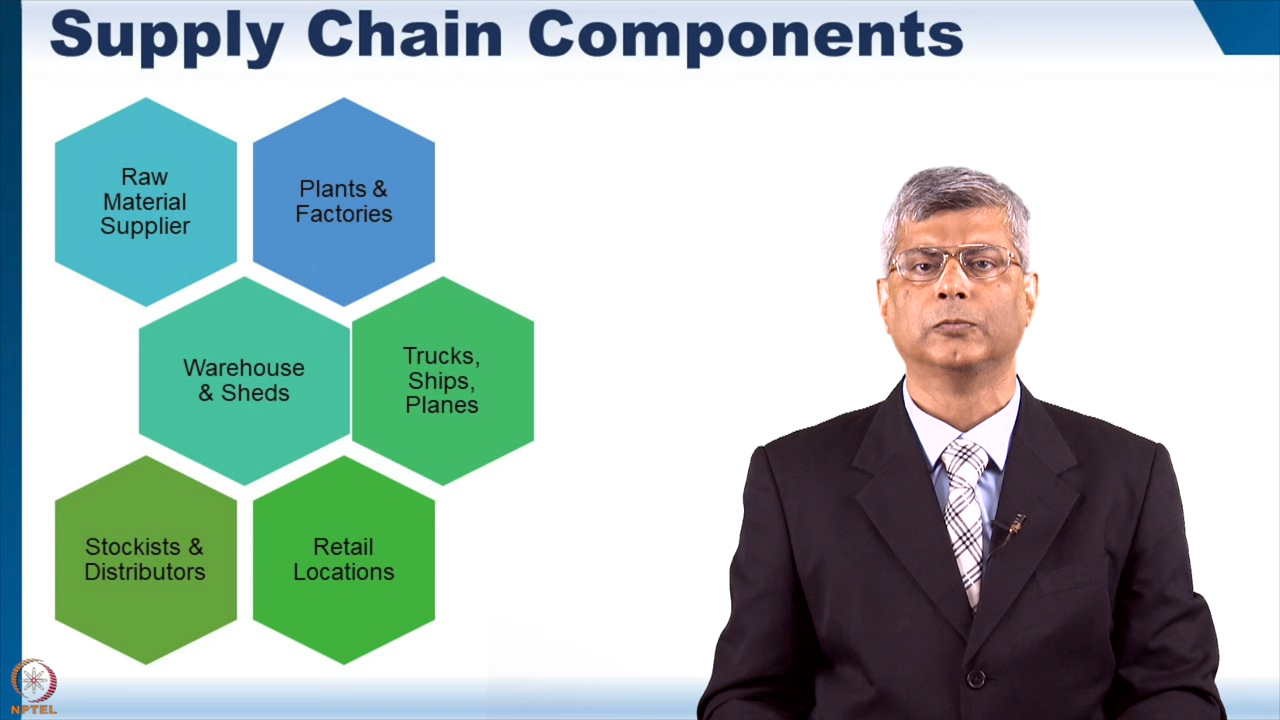 Supply Chain Components
Raw
Material
Supplier
Plants &
Factories
Warehouse
& Sheds
Trucks,
Ships,
Planes
Stockists &
Distributors
Retail
Locations
NPTEL